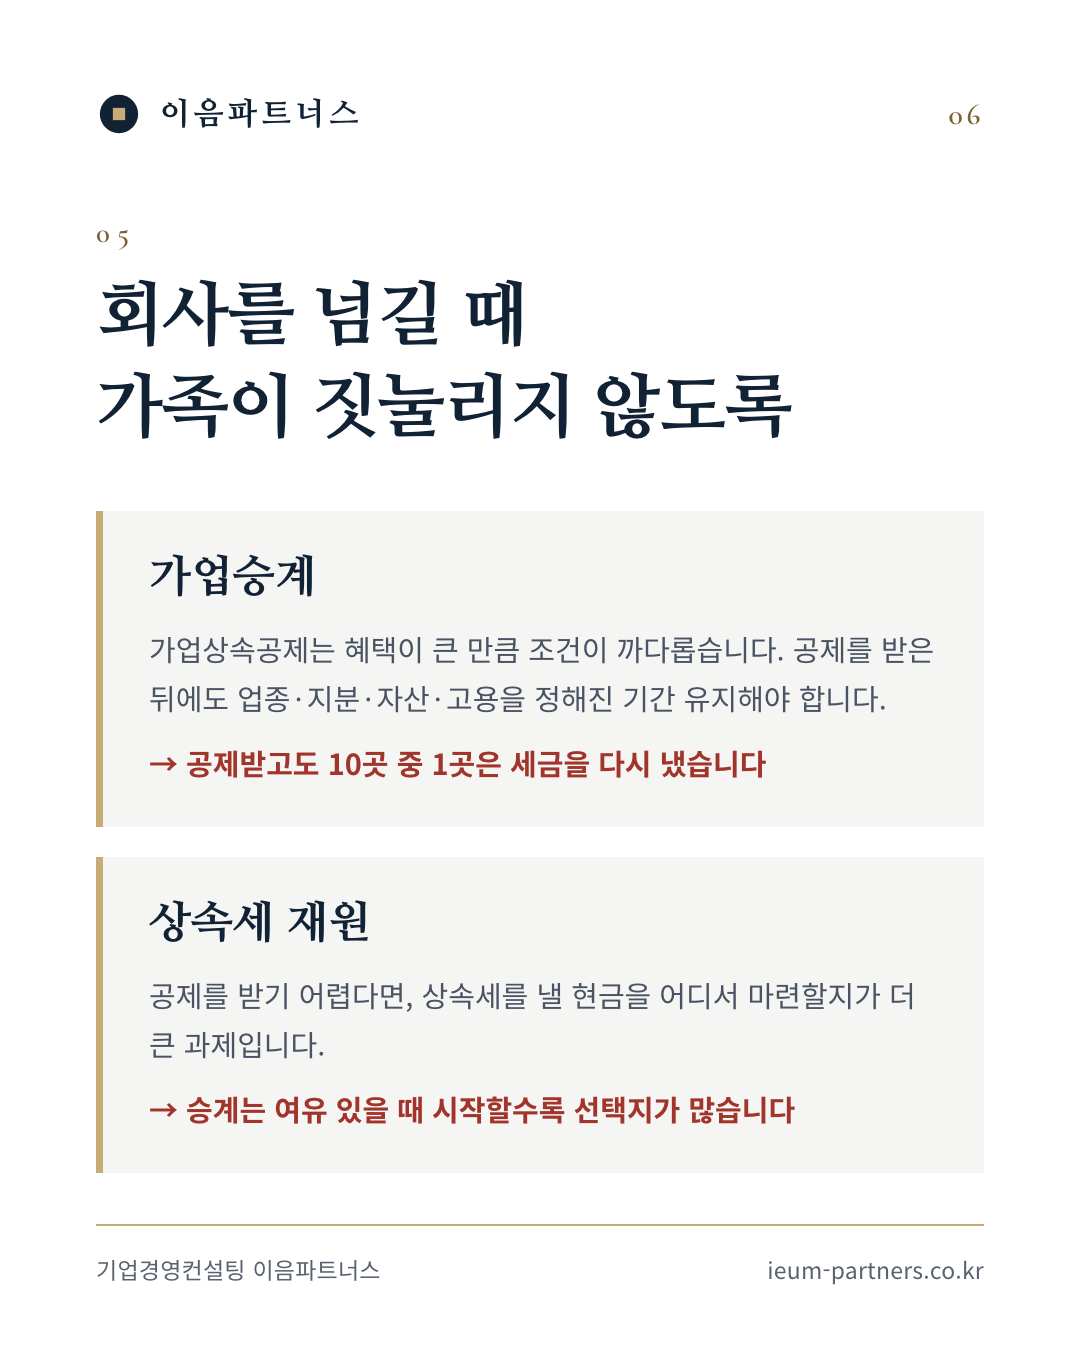 이음파트너스
06
05
회사를 넘길 때
가족이 짓눌리지 않도록
가업승계
가업상속공제는 혜택이 큰 만큼 조건이 까다롭습니다. 공제를 받은
뒤에도 업종·지분·자산·고용을 정해진 기간 유지해야 합니다.
→ 공제받고도 10곳 중 1곳은 세금을 다시 냈습니다
상속세 재원
공제를 받기 어렵다면, 상속세를 낼 현금을 어디서 마련할지가 더
큰 과제입니다.
→ 승계는 여유 있을 때 시작할수록 선택지가 많습니다
기업경영컨설팅 이음파트너스
ieum-partners.co.kr